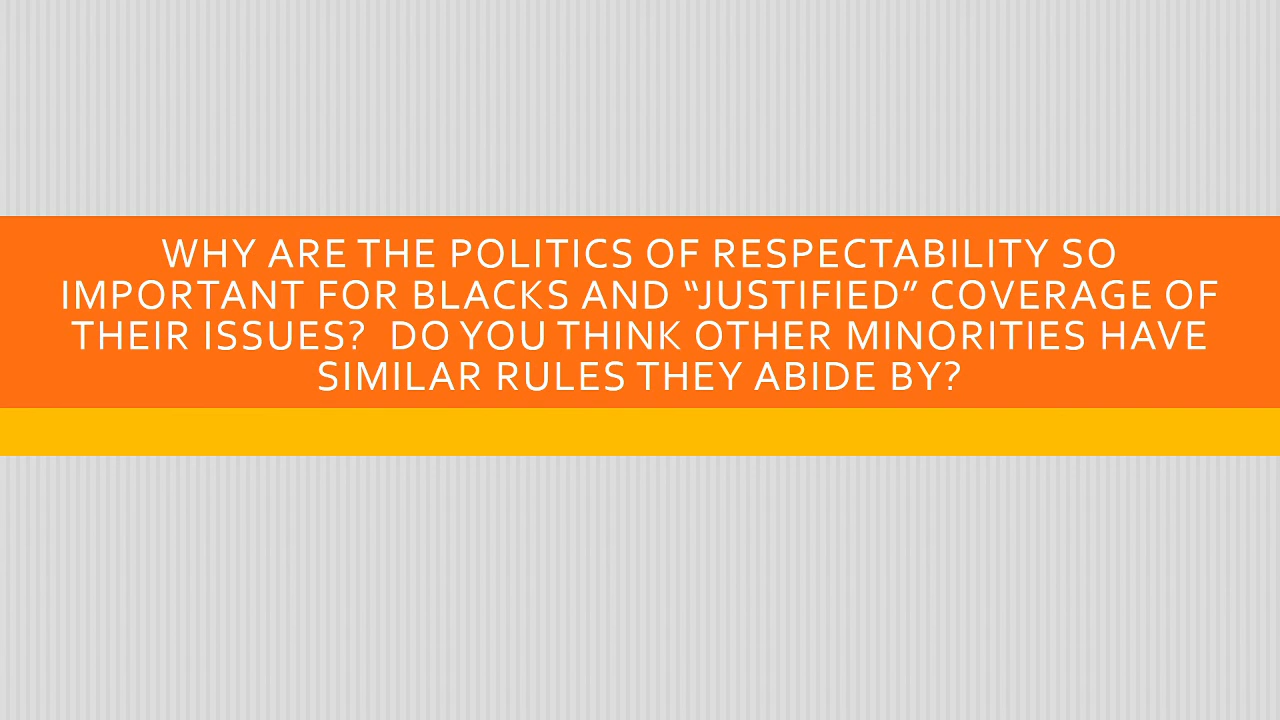 WHY ARE THE POLITICS OF RESPECTABILITY SO
IMPORTANT FOR BLACKS AND “JUSTIFIED” COVERAGE OF
THEIR ISSUES?  DO YOU THINK OTHER MINORITIES HAVE
SIMILAR RULES THEY ABIDE BY?